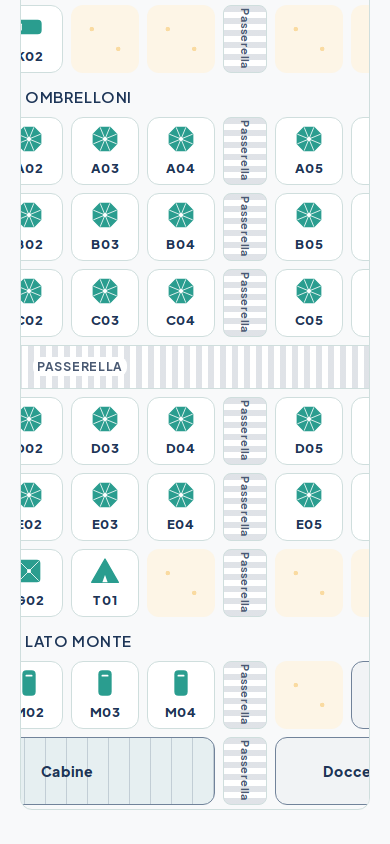 K02
Passerella
OMBRELLONI
A02 A03 A04 Passerella A05
B02 B03 B04 Passerella B05
C02 C03 C04 Passerella C05
PASSERELLA
D02 D03 D04 Passerella D05
E02 E03 E04 Passerella E05
G02 T01 Passerella
LATO MONTE
M02 M03 M04 Passerella
Cabine Passerella Docce